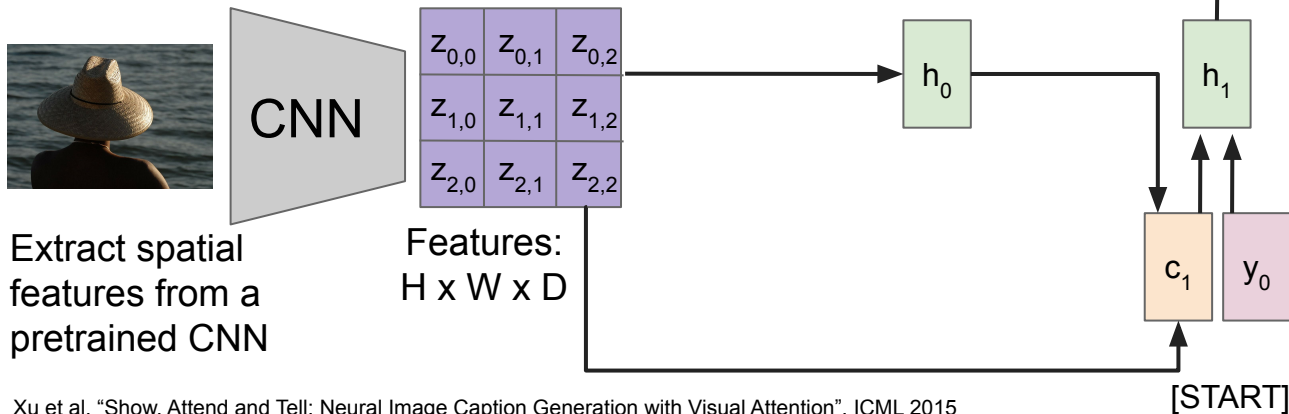 CNN
z0,0 z0,1 z0,2
z1,0 z1,1 z1,2
z2,0 z2,1 z2,2
h0
h1
c1
y0
Extract spatial
features from a
pretrained CNN
Features:
H x W x D
[START]
Xu et al, “Show, Attend and Tell: Neural Image Caption Generation with Visual Attention”, ICML 2015